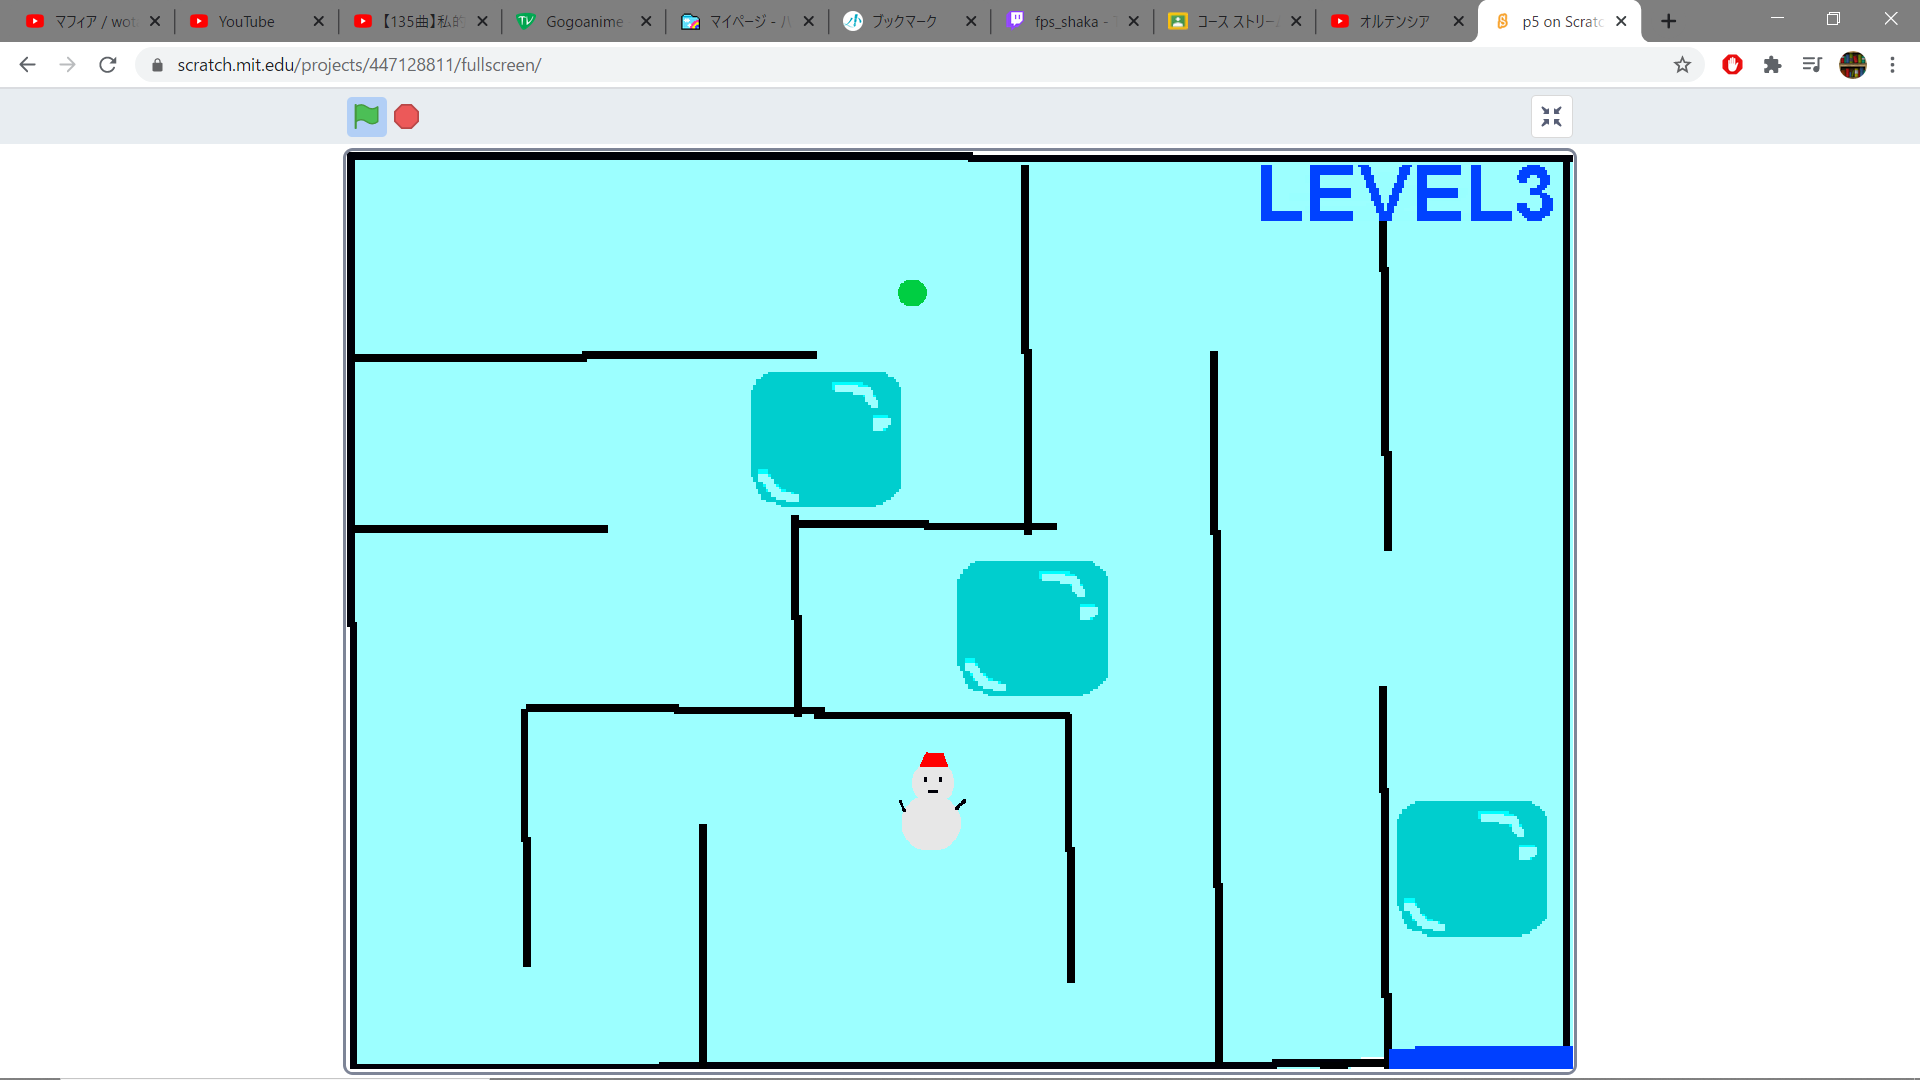 マフィア / wot
YouTube
【135曲】私的
Gogoanime
マイページ - ハ
ブックマーク
fps_shaka -
コース ストリー
オルテンシア
p5 on Scratc
scratch.mit.edu/projects/447128811/fullscreen/
LEVEL3